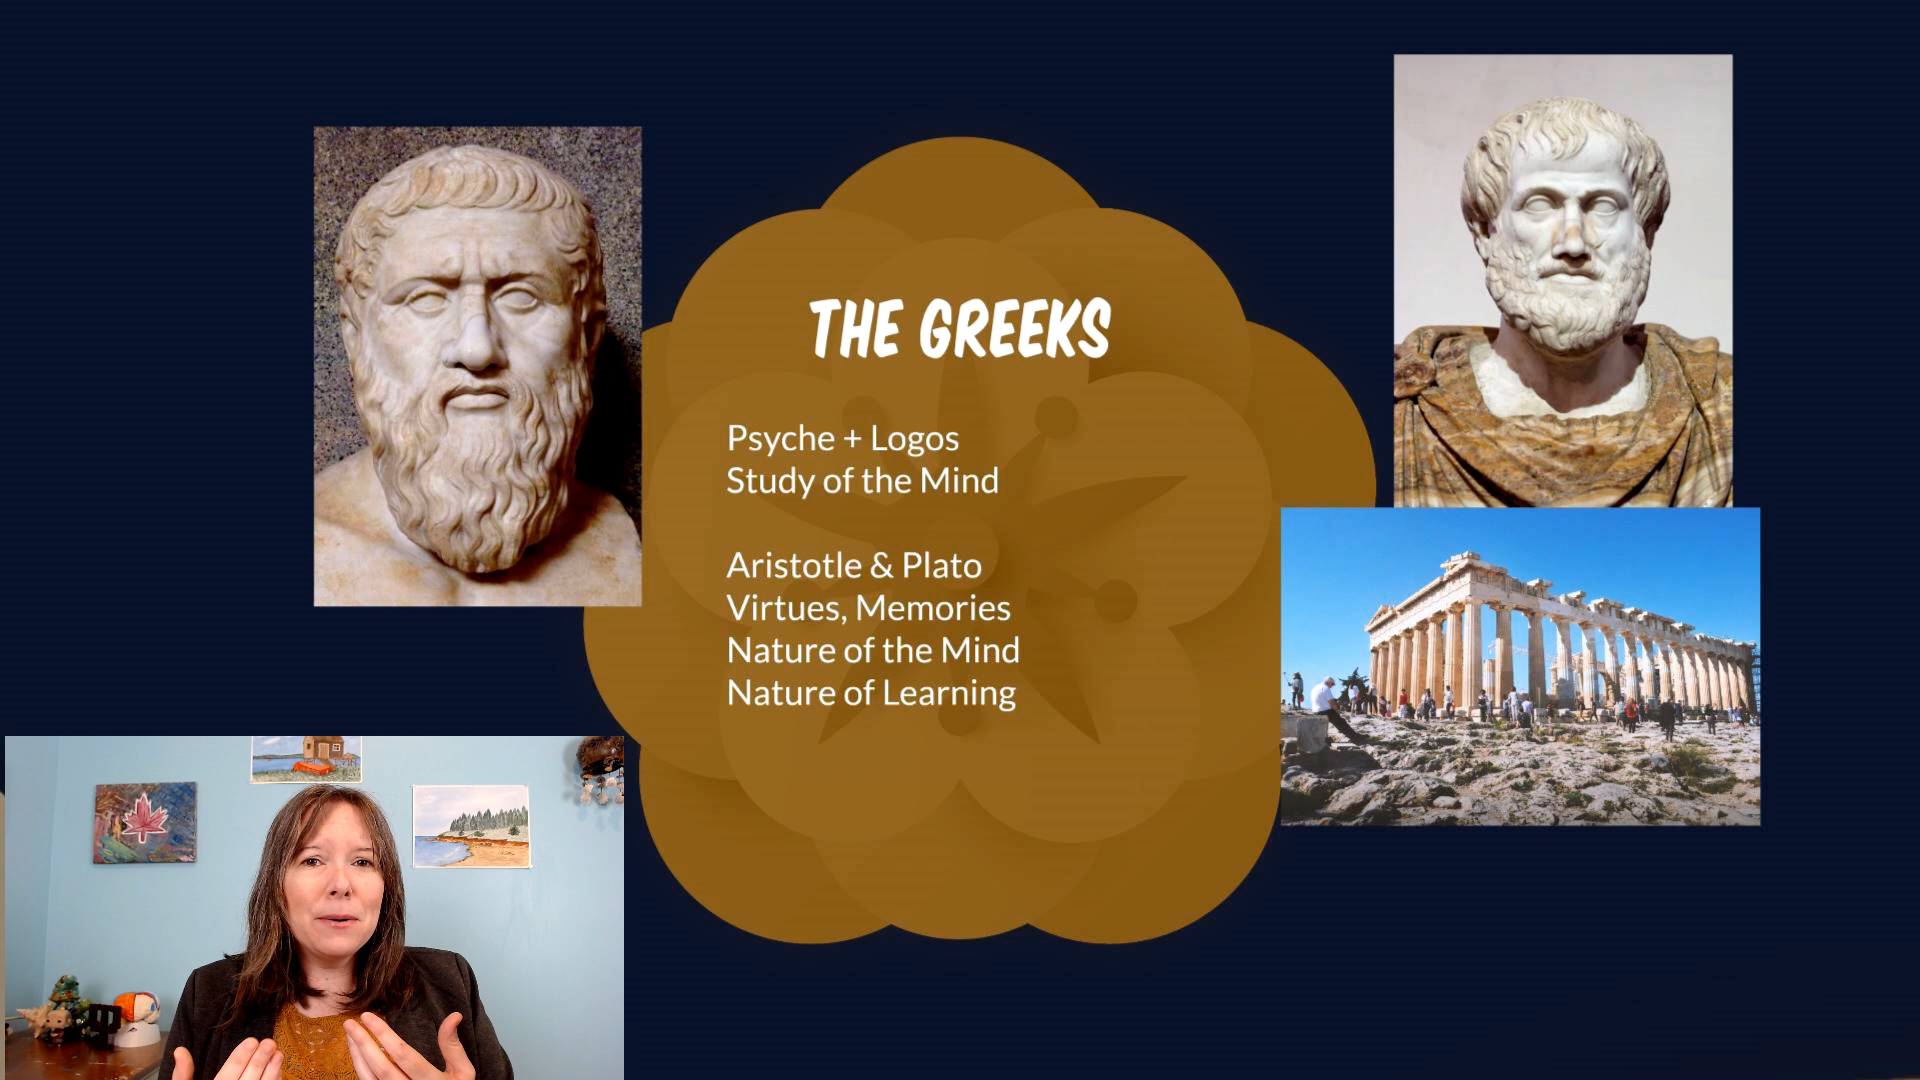 THE GREEKS
Psyche + Logos
Study of the Mind
Aristotle & Plato
Virtues, Memories
Nature of the Mind
Nature of Learning